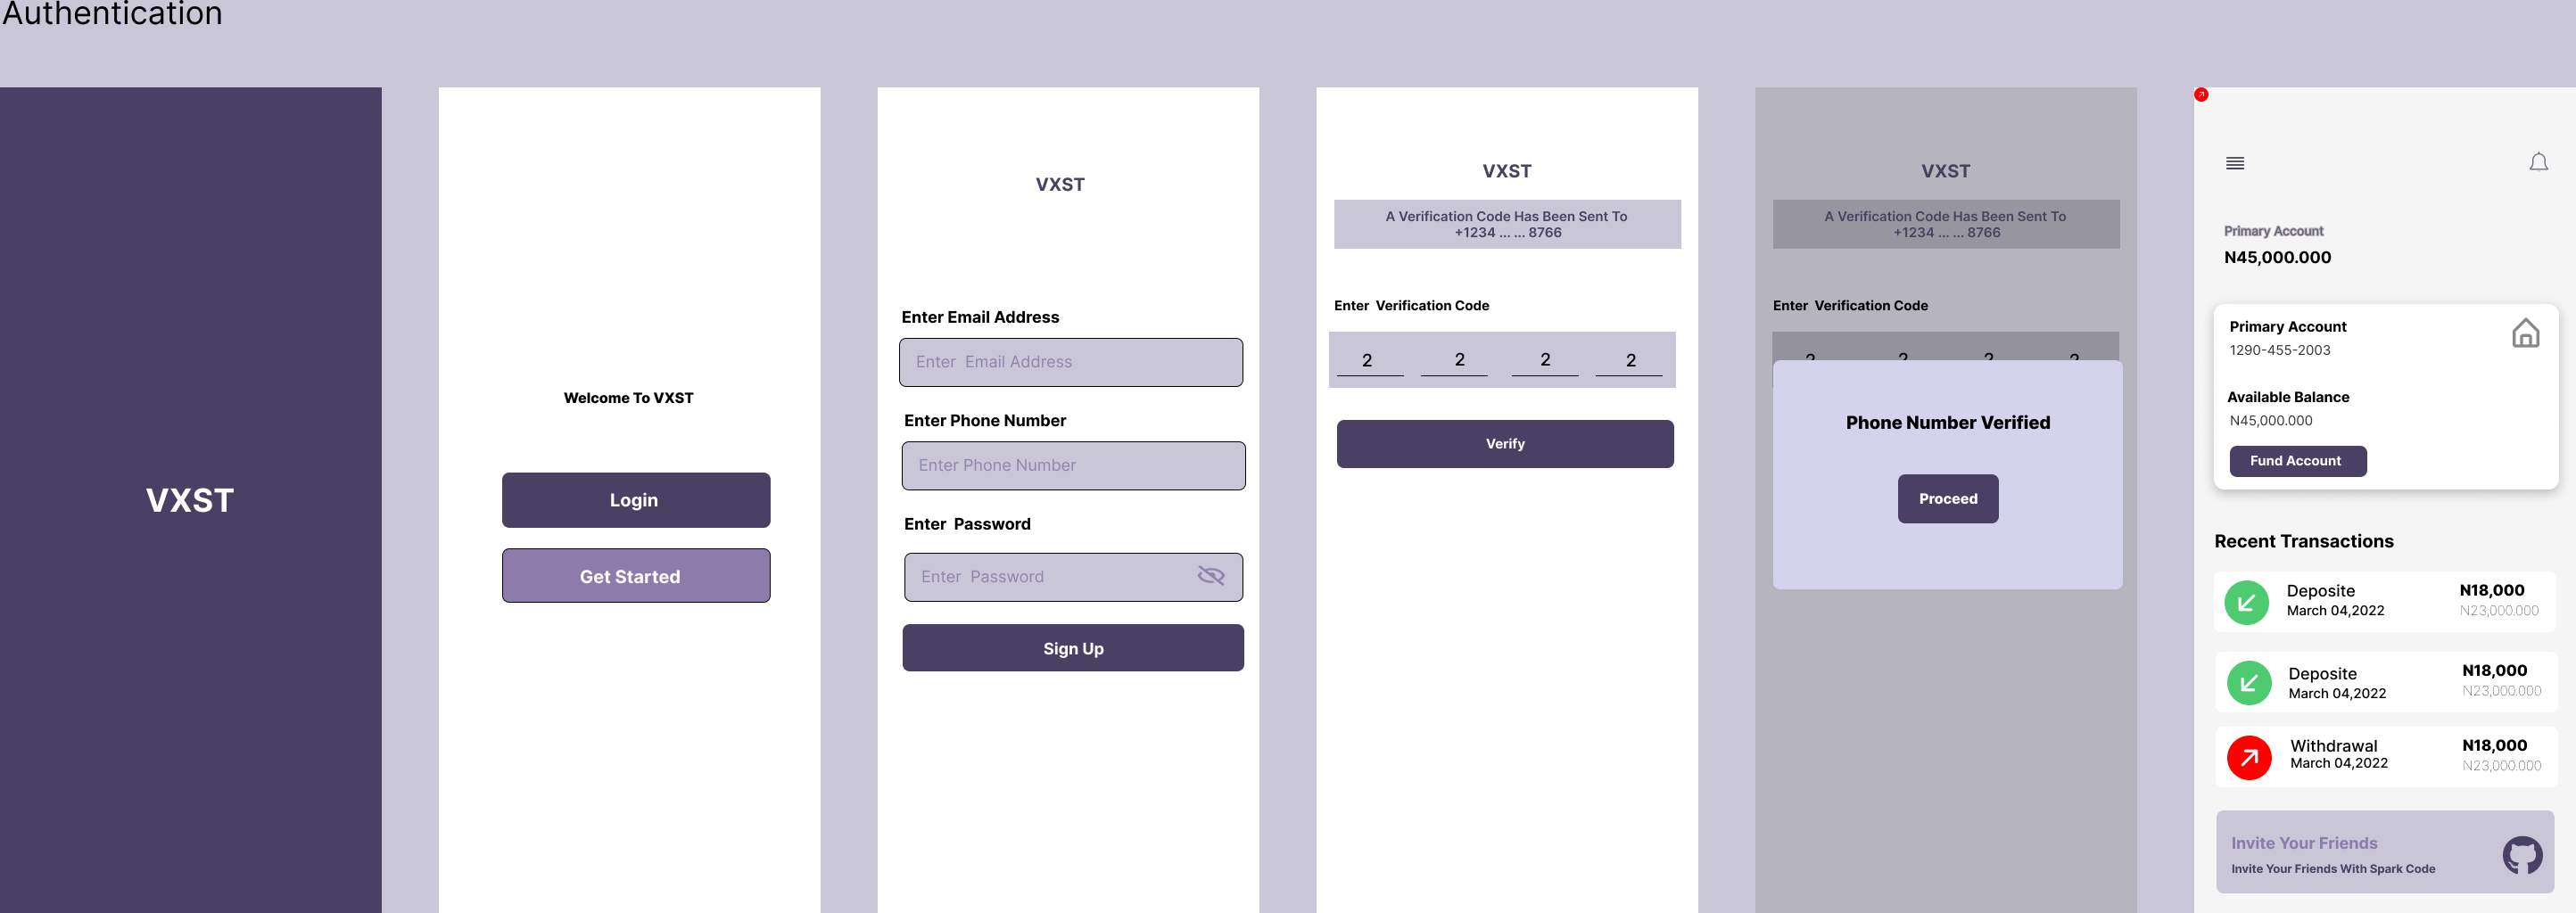 Authentication
VXST
Welcome To VXST
Login
Get Started
VXST
Enter Email Address
Enter  Email Address
Enter Phone Number
Enter Phone Number
Enter  Password
Enter  Password
Sign Up
VXST
A Verification Code Has Been Sent To
+1234 ... ... 8766
Enter  Verification Code
2 2 2 2
Verify
VXST
A Verification Code Has Been Sent To
+1234 ... ... 8766
Enter  Verification Code
2 2 2 2
Phone Number Verified
Proceed
Primary Account
N45,000.000
Primary Account
1290-455-2003
Available Balance
N45,000.000
Fund Account
Recent Transactions
Deposite N18,000
March 04,2022 N23,000.000
Deposite N18,000
March 04,2022 N23,000.000
Withdrawal N18,000
March 04,2022 N23,000.000
Invite Your Friends
Invite Your Friends With Spark Code